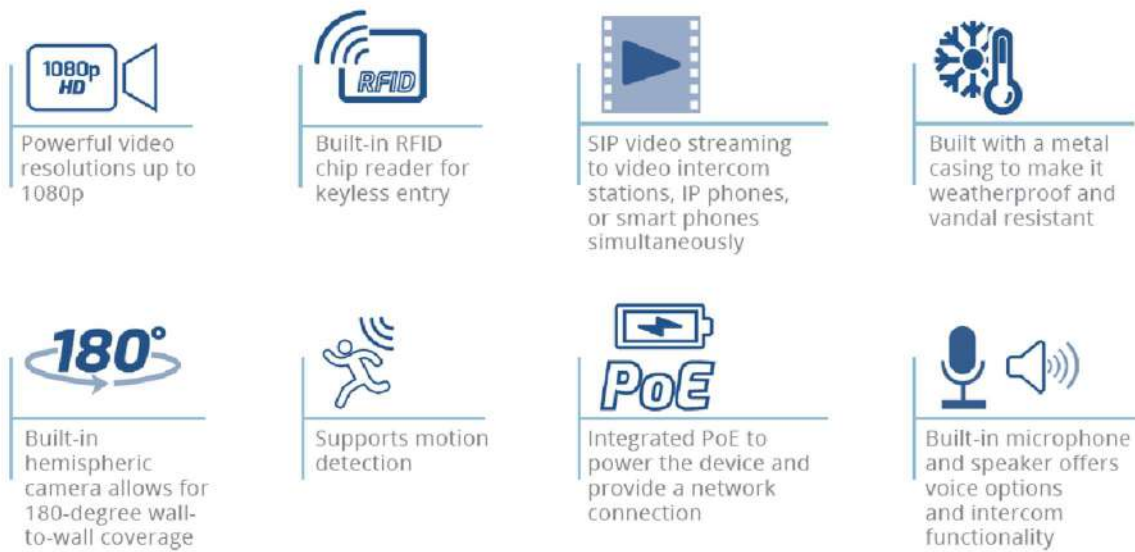 1080p
HD
Powerful video
resolutions up to
1080p
RFID
Built-in RFID
chip reader for
keyless entry
SIP video streaming
to video intercom
stations, IP phones,
or smart phones
simultaneously
Built with a metal
casing to make it
weatherproof and
vandal resistant
180°
Built-in
hemispheric
camera allows for
180-degree wall-
to-wall coverage
Supports motion
detection
PoE
Integrated PoE to
power the device and
provide a network
connection
Built-in microphone
and speaker offers
voice options
and intercom
functionality